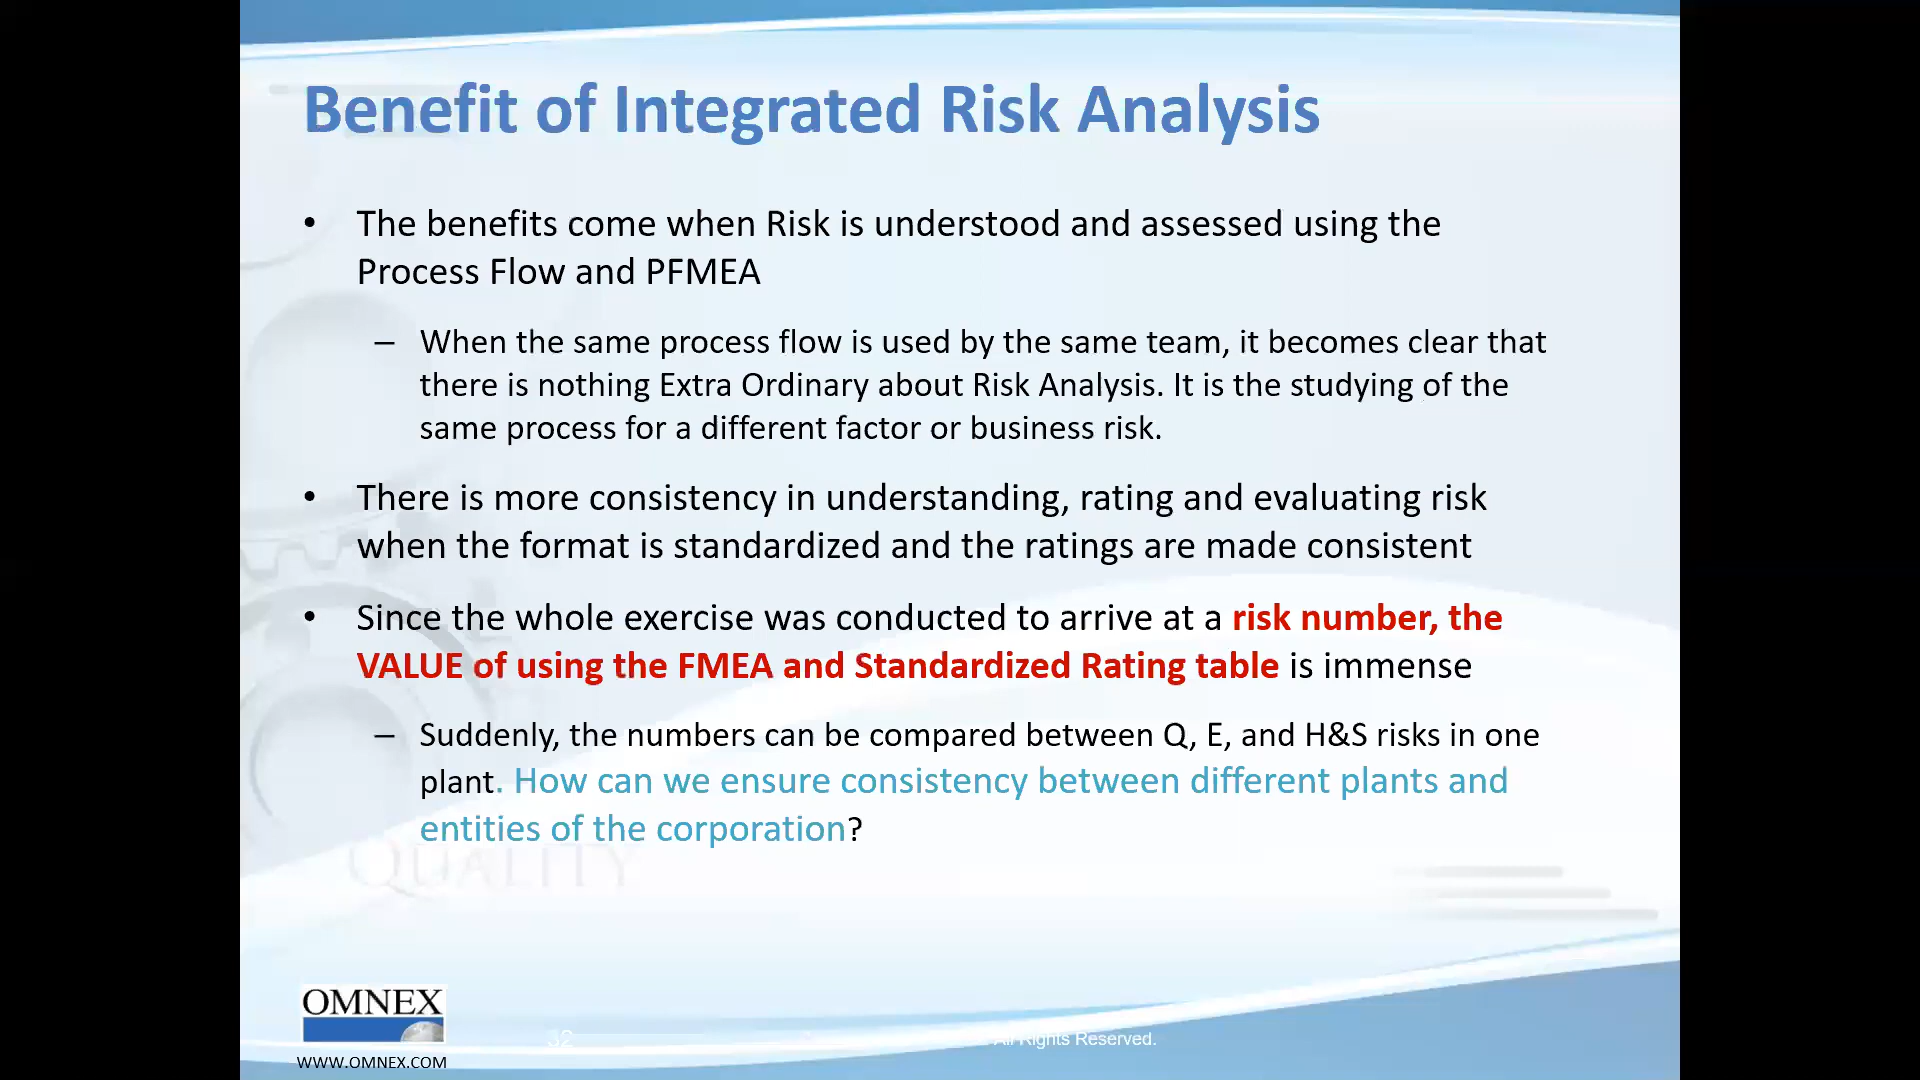 Benefit of Integrated Risk Analysis
• The benefits come when Risk is understood and assessed using the
Process Flow and PFMEA
– When the same process flow is used by the same team, it becomes clear that
there is nothing Extra Ordinary about Risk Analysis. It is the studying of the
same process for a different factor or business risk.
• There is more consistency in understanding, rating and evaluating risk
when the format is standardized and the ratings are made consistent
• Since the whole exercise was conducted to arrive at a risk number, the
VALUE of using the FMEA and Standardized Rating table is immense
– Suddenly, the numbers can be compared between Q, E, and H&S risks in one
plant. How can we ensure consistency between different plants and
entities of the corporation?
QUALITY
OMNEX
WWW.OMNEX.COM
32
All Rights Reserved.